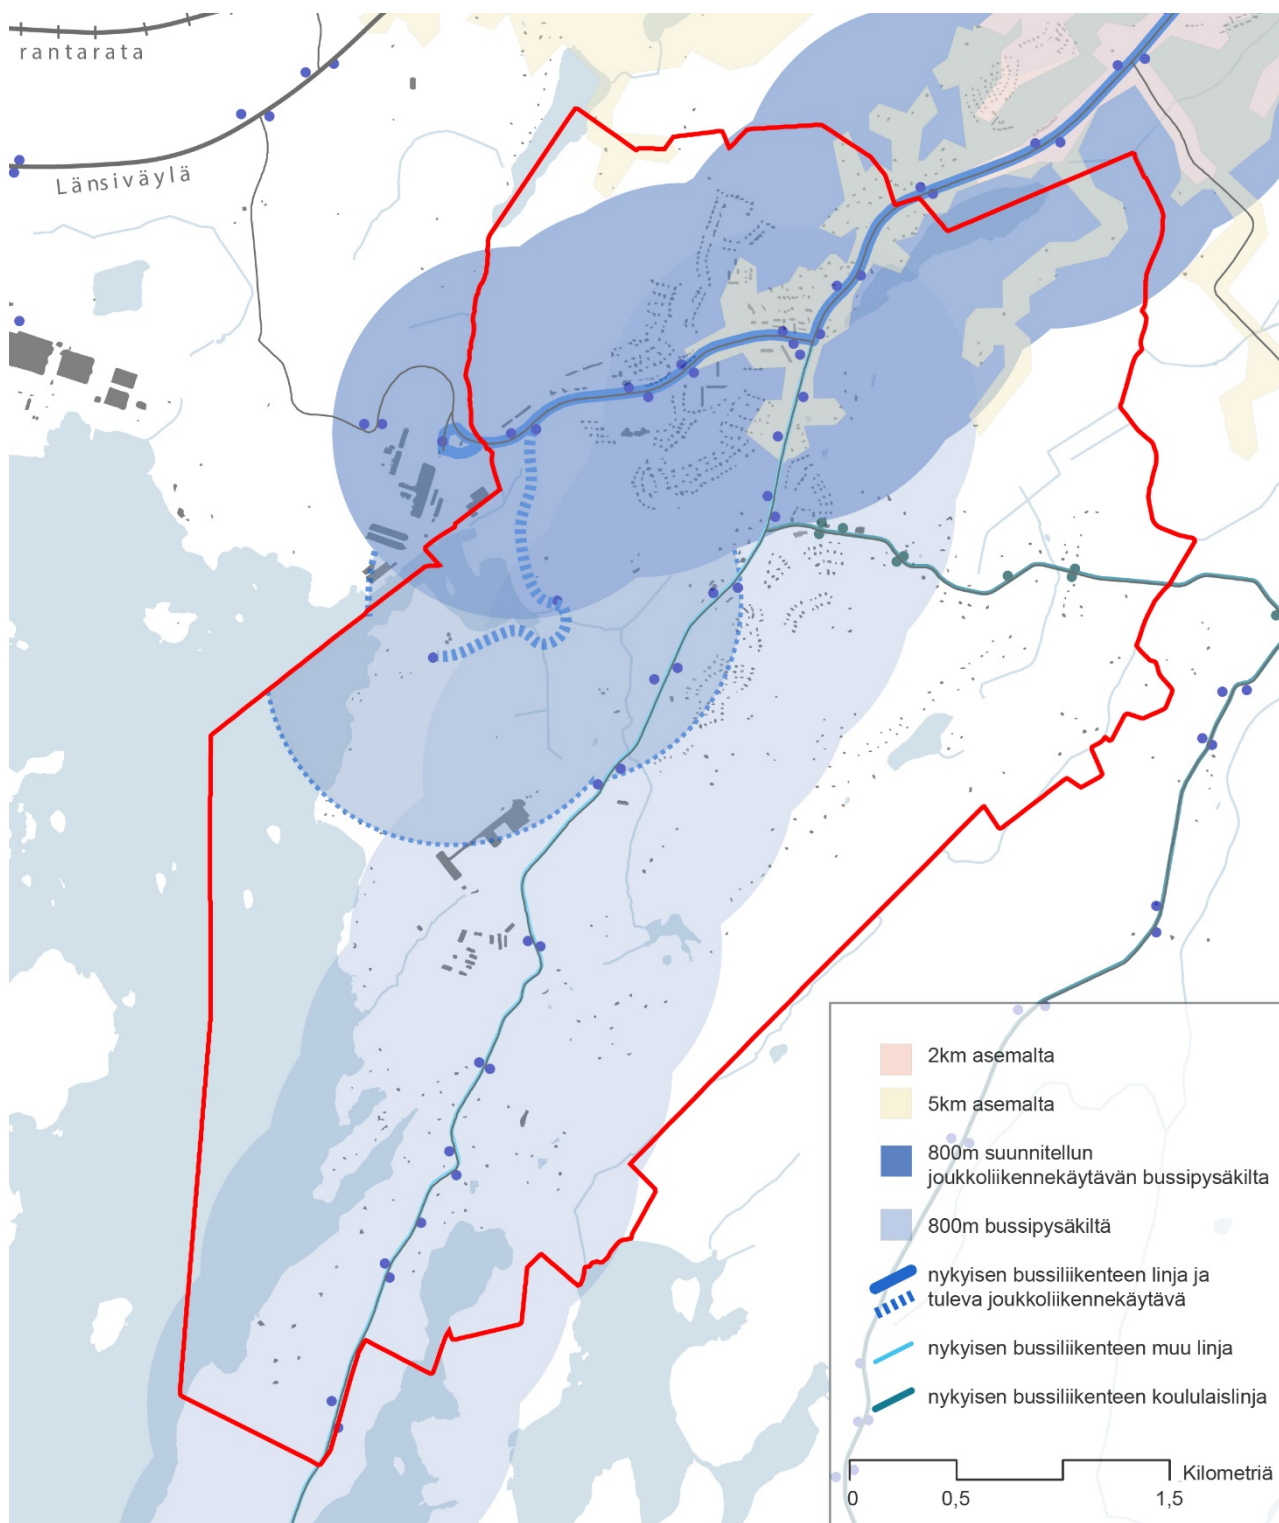 rantarata
Länsiväylä
2km asemalta
5km asemalta
800m suunnitellun
joukkoliikennekäytävän bussipysäkilta
800m bussipysäkiltä
nykyisen bussiliikenteen linja ja
tuleva joukkoliikennekäytävä
nykyisen bussiliikenteen muu linja
nykyisen bussiliikenteen koululaislinja
Kilometriä
0 0,5 1,5